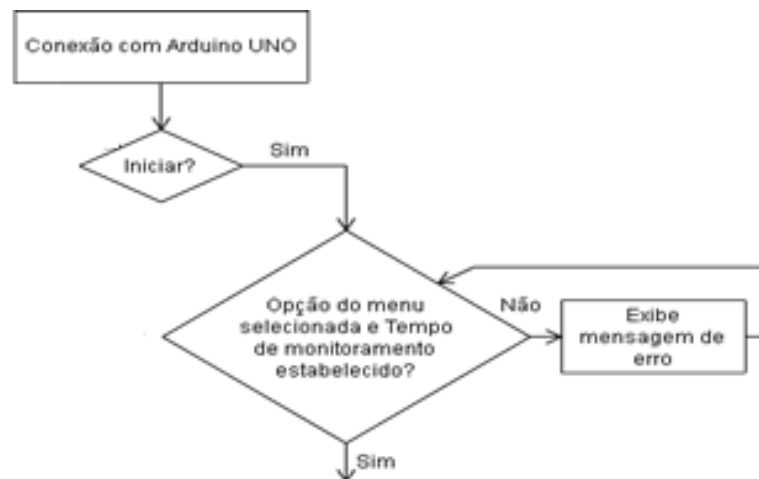 Conexão com Arduino UNO
Iniciar?
Sim
Opção do menu
selecionada e Tempo
de monitoramento
estabelecido?
Não
Exibe
mensagem de
erro
Sim